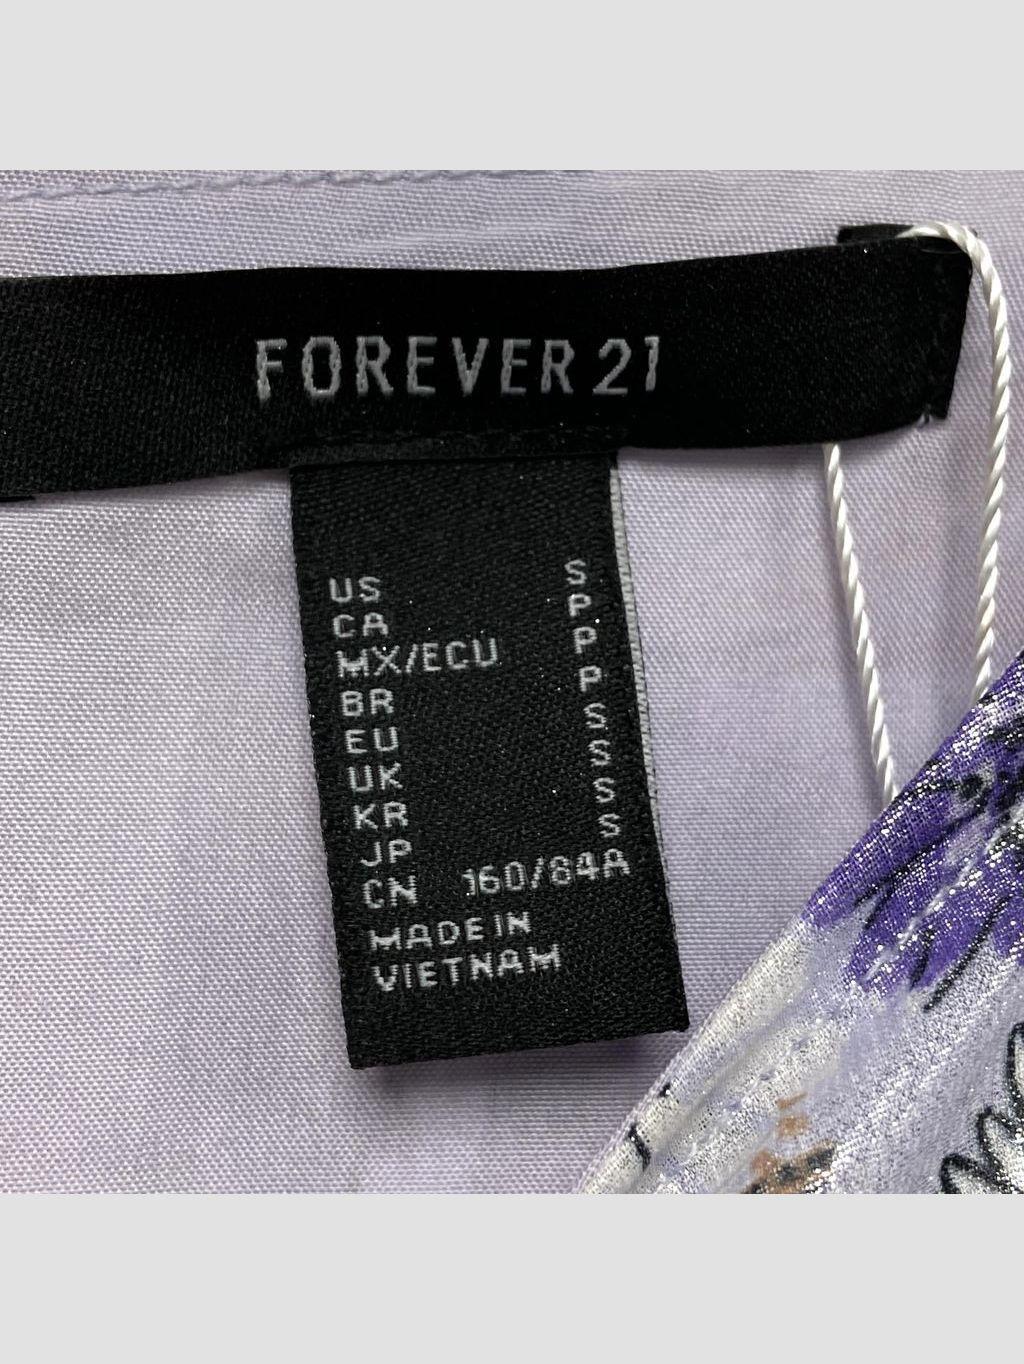 FOREVER 21
US S
CA P
MX/ECU P
BR P
EU S
UK S
KR S
JP S
CN 160/84A
MADE IN
VIETNAM